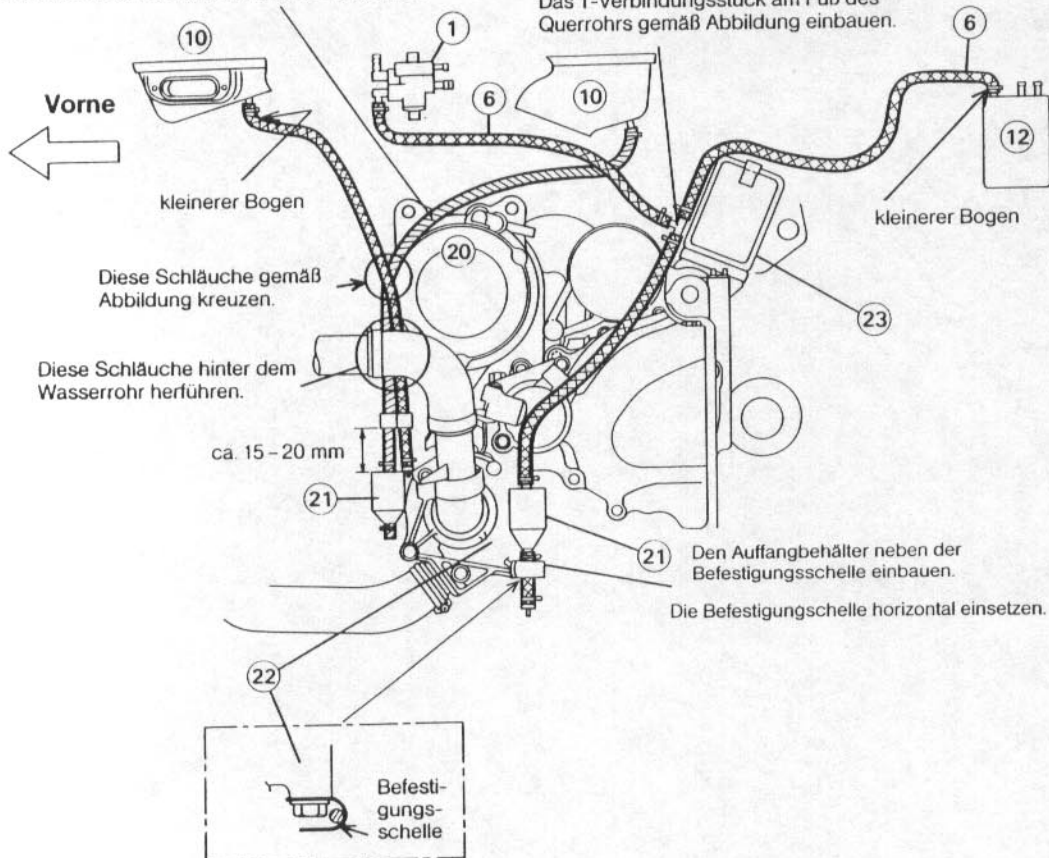 Das T-Verbindungsstück am Fuß des
Querrohrs gemäß Abbildung einbauen.
10
1
6
10
6
12
Vorne
kleinerer Bogen
kleinerer Bogen
20
Diese Schläuche gemäß
Abbildung kreuzen.
23
Diese Schläuche hinter dem
Wasserrohr herführen.
ca. 15 – 20 mm
21
21
Den Auffangbehälter neben der
Befestigungsschelle einbauen.
Die Befestigungschelle horizontal einsetzen.
22
Befesti-
gungs-
schelle